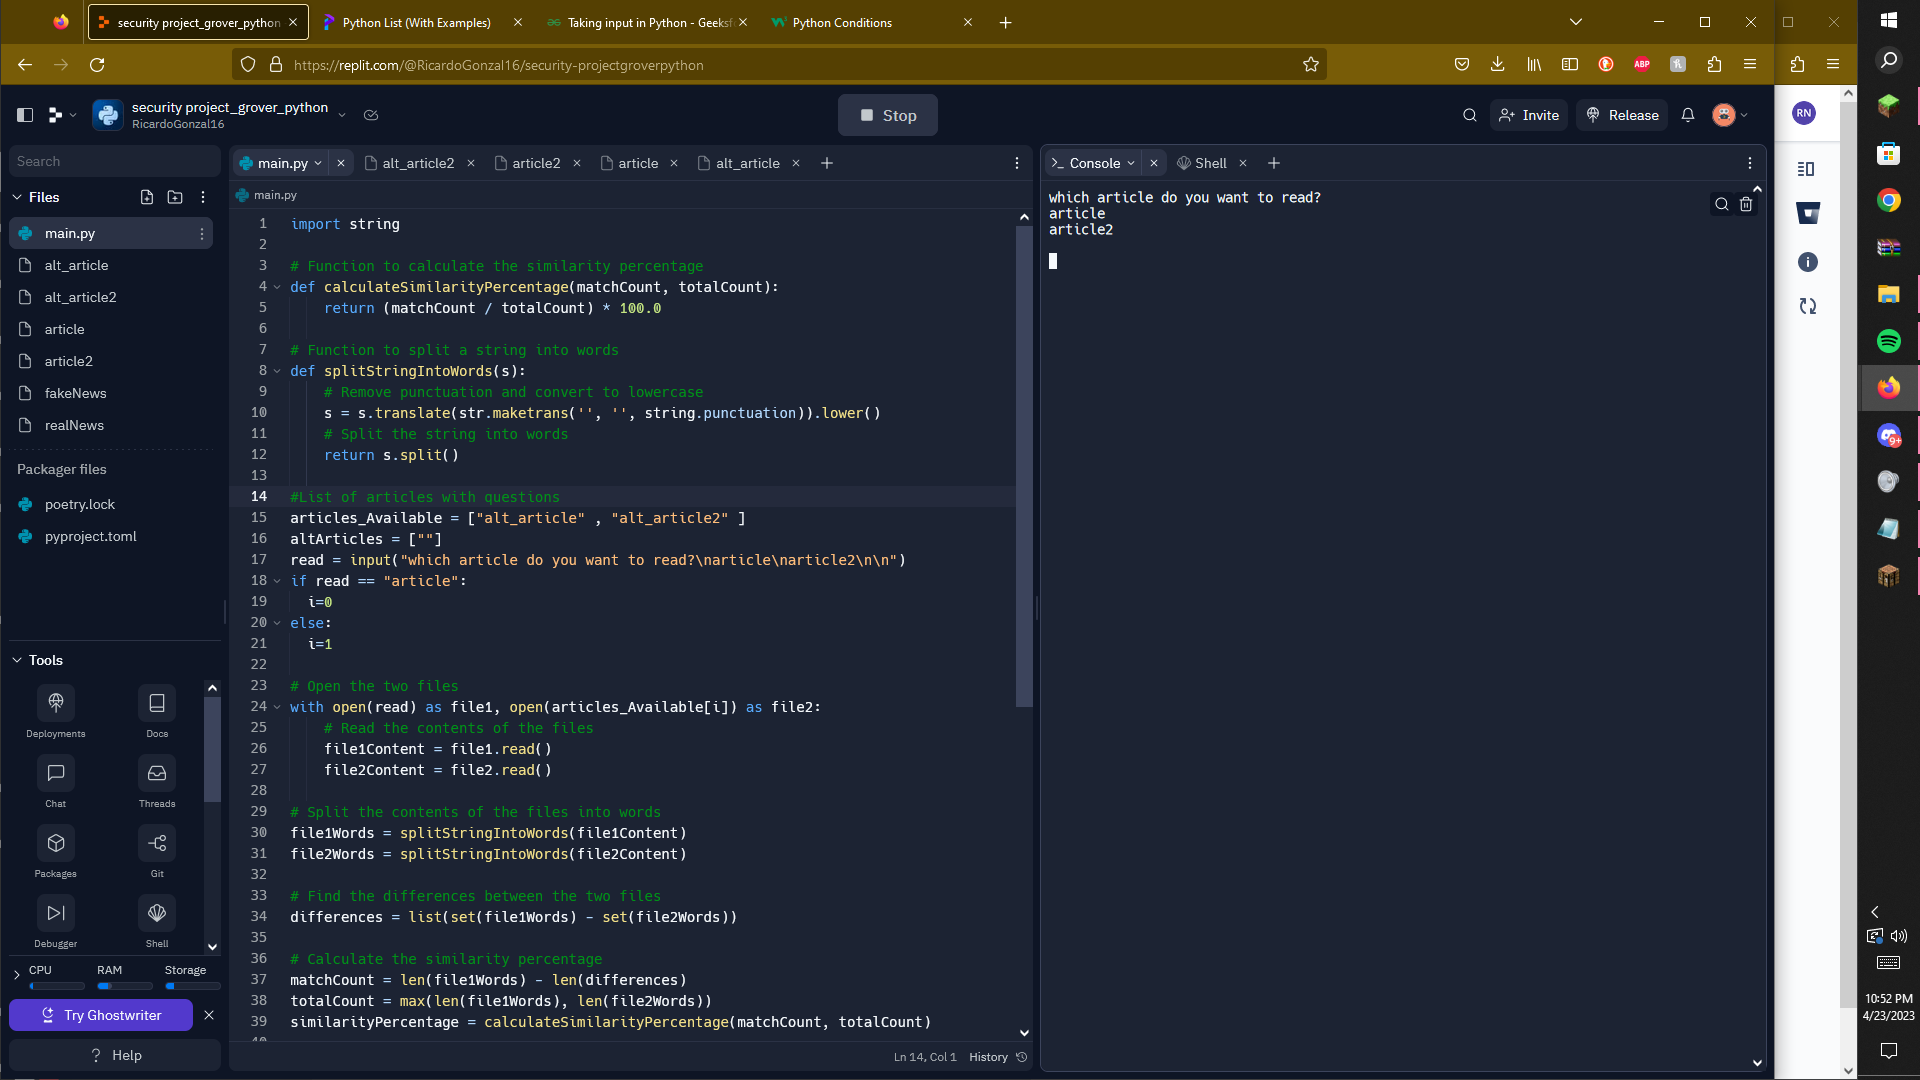 security project_grover_python
Python List (With Examples)
Taking input in Python - Geeksf
Python Conditions
https://replit.com/@RicardoGonzal16/security-projectgroverpython
ABP
security project_grover_python
RicardoGonzal16
Stop
Invite
Release
RN
Search
Files
main.py
alt_article
alt_article2
article
article2
fakeNews
realNews
Packager files
poetry.lock
pyproject.toml
Tools
Deployments
Docs
Chat
Threads
Packages
Git
Debugger
Shell
CPU
RAM
Storage
Try Ghostwriter
? Help
main.py
alt_article2
article2
article
alt_article
main.py
1 import string
2
3 # Function to calculate the similarity percentage
4 def calculateSimilarityPercentage(matchCount, totalCount):
5 return (matchCount / totalCount) * 100.0
6
7 # Function to split a string into words
8 def splitStringIntoWords(s):
9 # Remove punctuation and convert to lowercase
10 s = s.translate(str.maketrans('', '', string.punctuation)).lower()
11 # Split the string into words
12 return s.split()
13
14 #List of articles with questions
15 articles_Available = ["alt_article" , "alt_article2" ]
16 altArticles = [""]
17 read = input("which article do you want to read?\narticle\narticle2\n\n")
18 if read == "article":
19 i=0
20 else:
21 i=1
22
23 # Open the two files
24 with open(read) as file1, open(articles_Available[i]) as file2:
25 # Read the contents of the files
26 file1Content = file1.read()
27 file2Content = file2.read()
28
29 # Split the contents of the files into words
30 file1Words = splitStringIntoWords(file1Content)
31 file2Words = splitStringIntoWords(file2Content)
32
33 # Find the differences between the two files
34 differences = list(set(file1Words) - set(file2Words))
35
36 # Calculate the similarity percentage
37 matchCount = len(file1Words) - len(differences)
38 totalCount = max(len(file1Words), len(file2Words))
39 similarityPercentage = calculateSimilarityPercentage(matchCount, totalCount)
Ln 14, Col 1 History
Console
Shell
which article do you want to read?
article
article2
9+
10:52 PM
4/23/2023